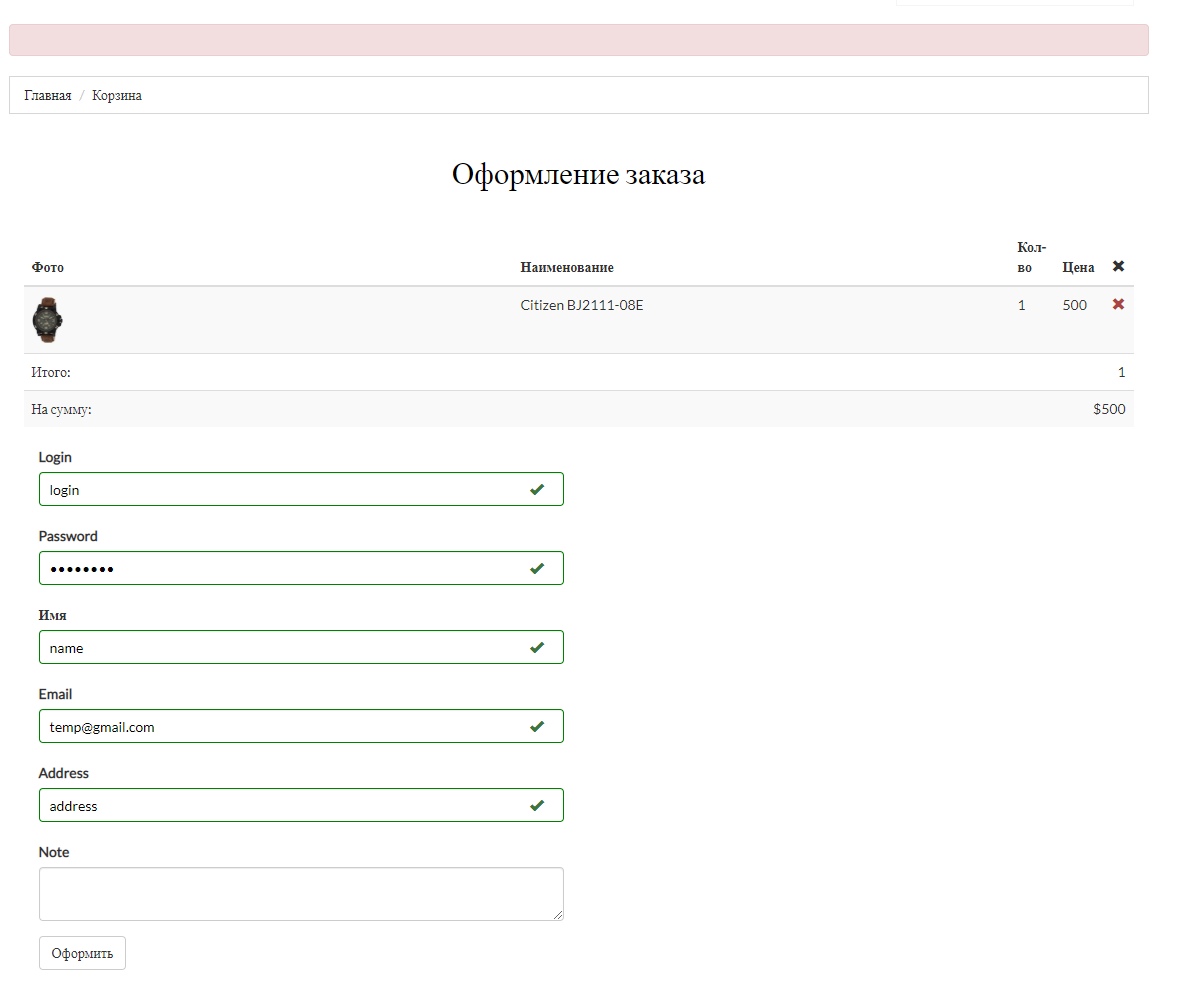 Главная / Корзина
Оформление заказа
Фото Наименование Кол-во Цена ✖
Citizen BJ2111-08E 1 500 ✖
Итого: 1
На сумму: $500
Login
login
Password
••••••••
Имя
name
Email
temp@gmail.com
Address
address
Note
Оформить